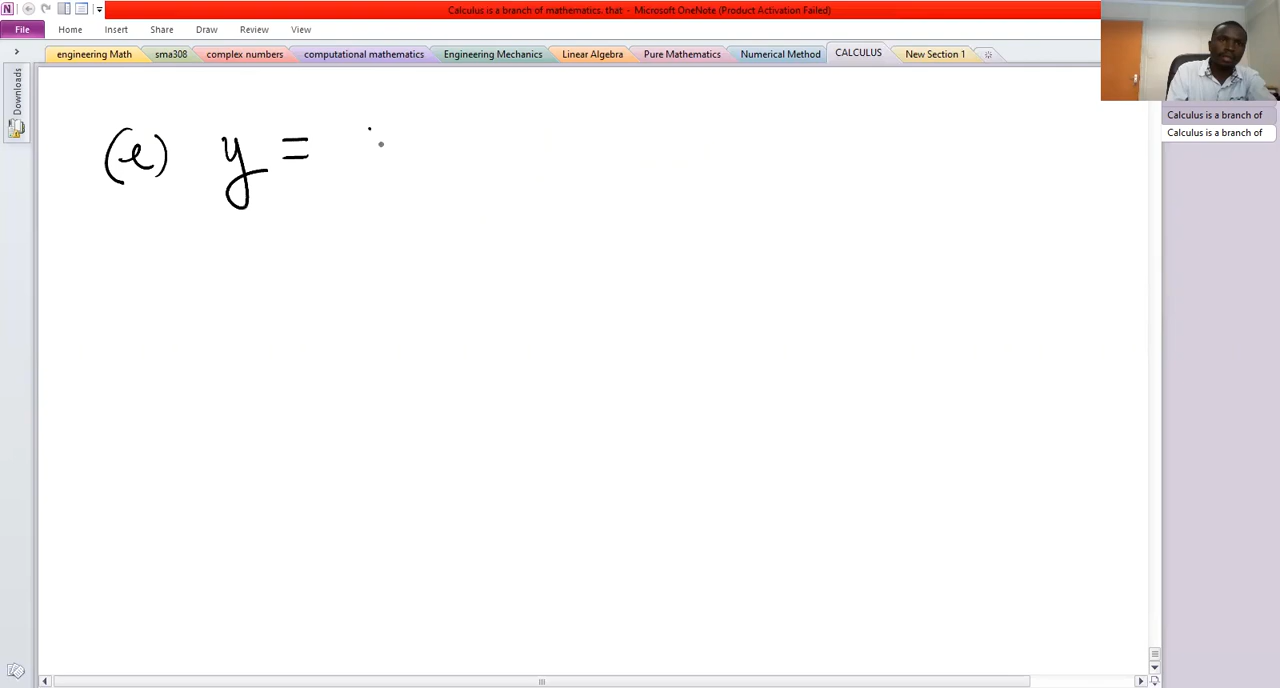 Calculus is a branch of mathematics. that - Microsoft OneNote (Product Activation Failed)
File Home Insert Share Draw Review View
engineering Math sma308 complex numbers computational mathematics Engineering Mechanics Linear Algebra Pure Mathematics Numerical Method CALCULUS New Section 1
Downloads
Calculus is a branch of
Calculus is a branch of
(e) y =